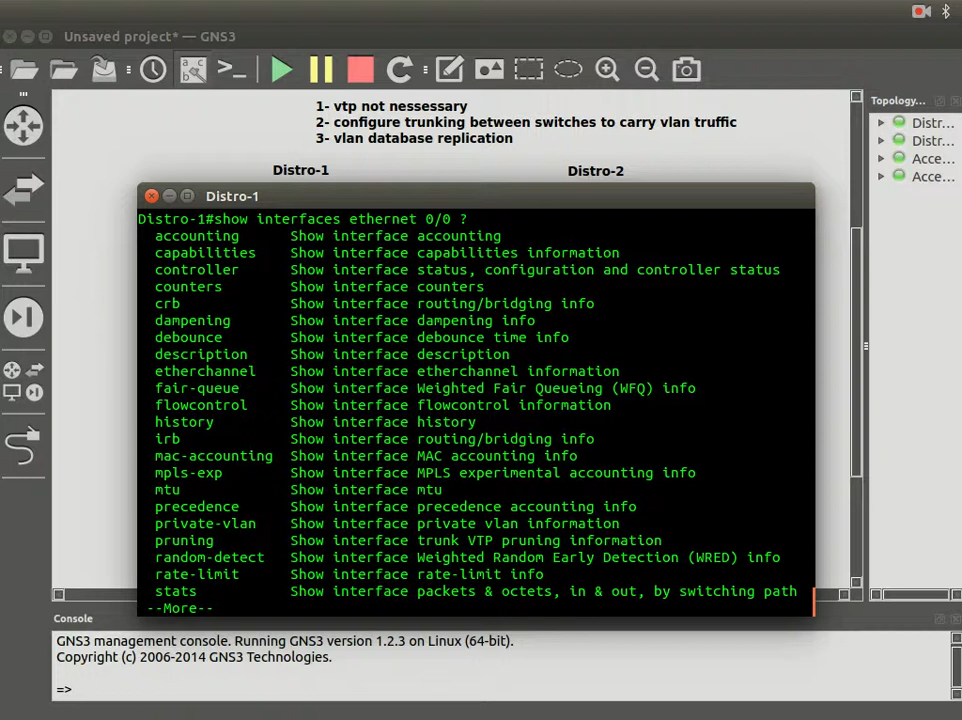 Unsaved project* — GNS3
1- vtp not nessessary
2- configure trunking between switches to carry vlan truffic
3- vlan database replication
Distro-1
Distro-2
Topology...
Distr...
Distr...
Acce...
Acce...
Distro-1
Distro-1#show interfaces ethernet 0/0 ?
accounting Show interface accounting
capabilities Show interface capabilities information
controller Show interface status, configuration and controller status
counters Show interface counters
crb Show interface routing/bridging info
dampening Show interface dampening info
debounce Show interface debounce time info
description Show interface description
etherchannel Show interface etherchannel information
fair-queue Show interface Weighted Fair Queueing (WFQ) info
flowcontrol Show interface flowcontrol information
history Show interface history
irb Show interface routing/bridging info
mac-accounting Show interface MAC accounting info
mpls-exp Show interface MPLS experimental accounting info
mtu Show interface mtu
precedence Show interface precedence accounting info
private-vlan Show interface private vlan information
pruning Show interface trunk VTP pruning information
random-detect Show interface Weighted Random Early Detection (WRED) info
rate-limit Show interface rate-limit info
stats Show interface packets & octets, in & out, by switching path
--More--
Console
GNS3 management console. Running GNS3 version 1.2.3 on Linux (64-bit).
Copyright (c) 2006-2014 GNS3 Technologies.
=>